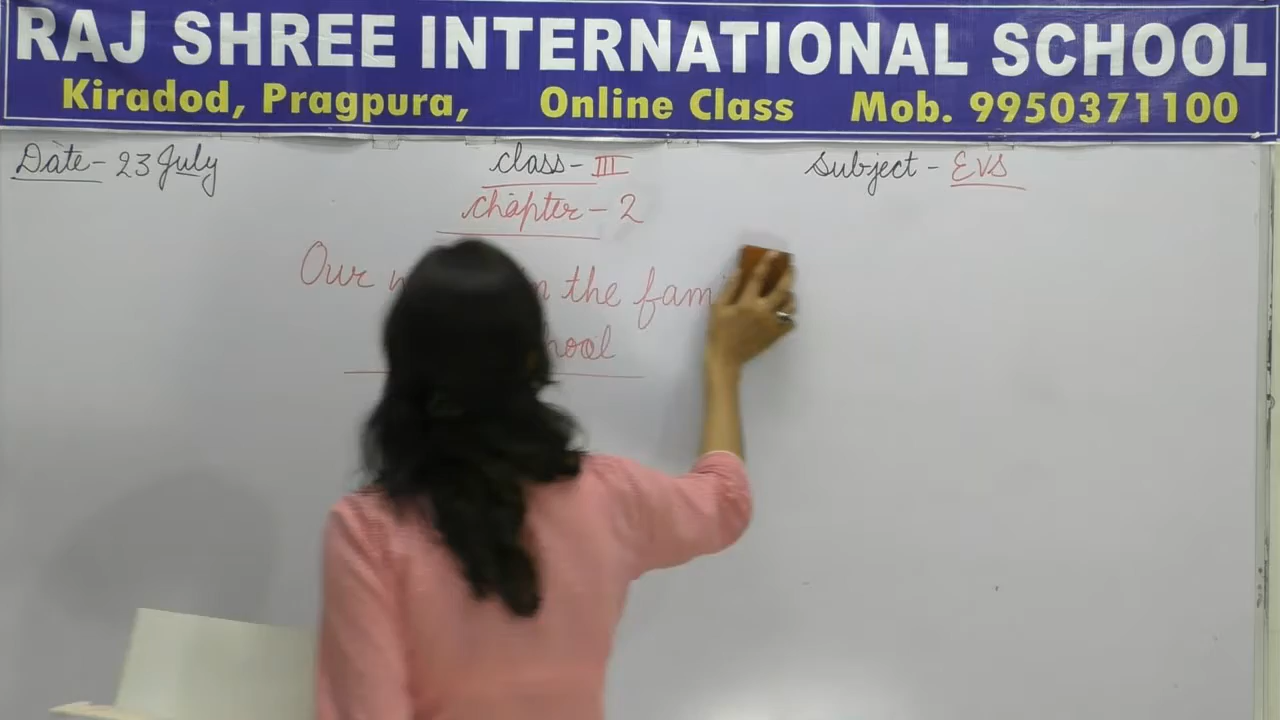 RAJ SHREE INTERNATIONAL SCHOOL
Kiradod, Pragpura, Online Class Mob. 9950371100
Date - 23 July class - III Subject - EVS
chapter - 2
Our the fam